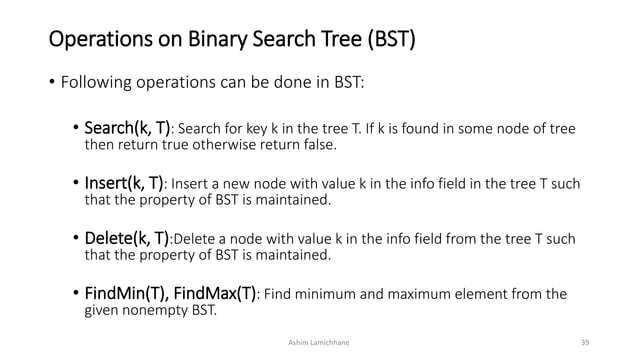 Operations on Binary Search Tree (BST)
• Following operations can be done in BST:
• Search(k, T): Search for key k in the tree T. If k is found in some node of tree
then return true otherwise return false.
• Insert(k, T): Insert a new node with value k in the info field in the tree T such
that the property of BST is maintained.
• Delete(k, T):Delete a node with value k in the info field from the tree T such
that the property of BST is maintained.
• FindMin(T), FindMax(T): Find minimum and maximum element from the
given nonempty BST.
Ashim Lamichhane
39